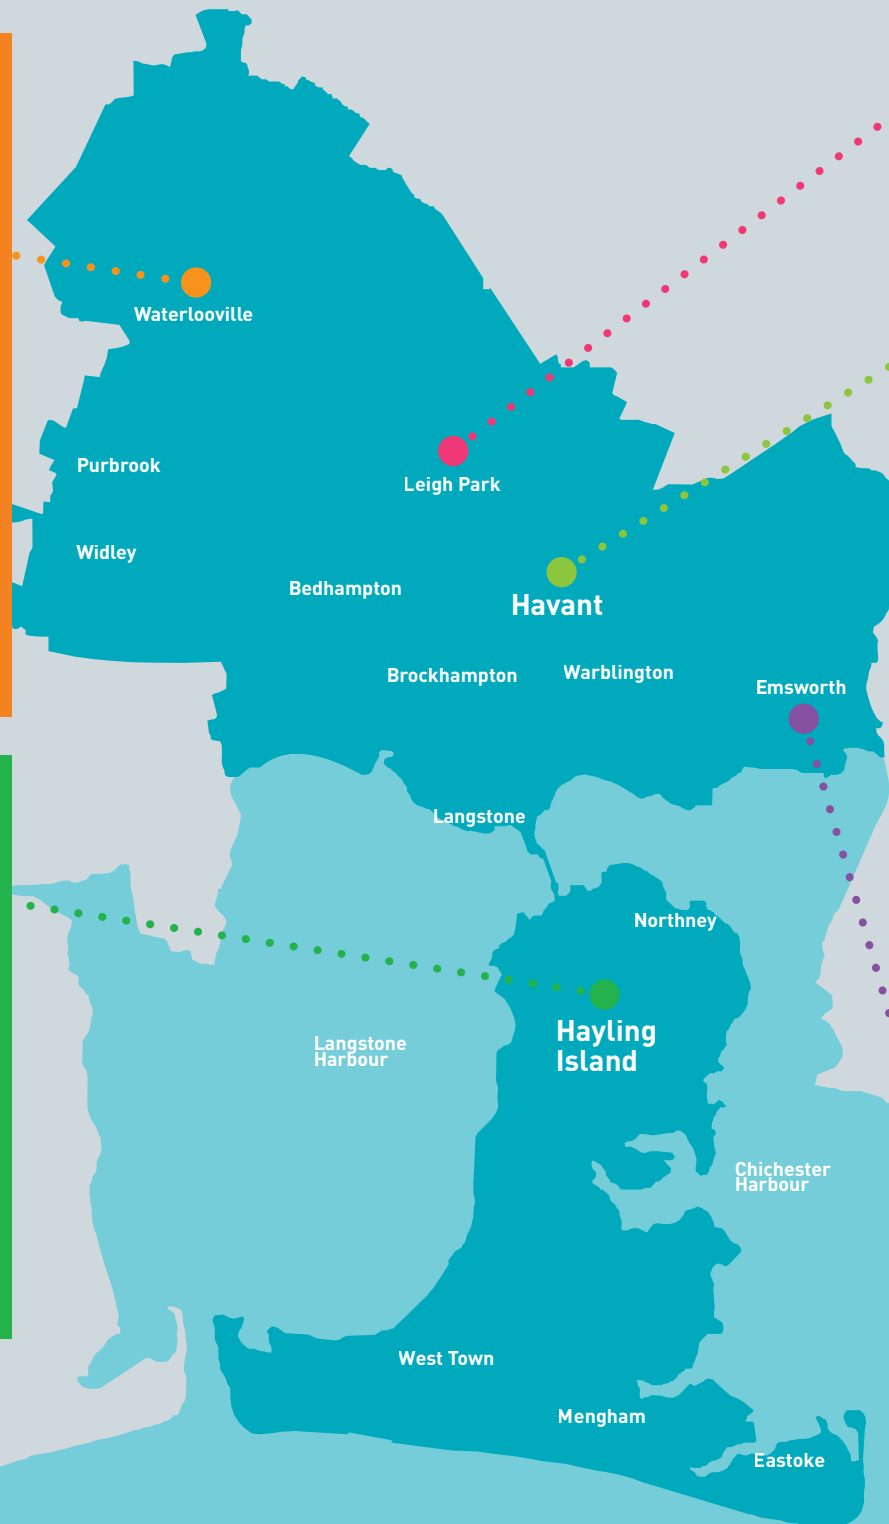 Waterlooville
Purbrook
Leigh Park
Widley
Bedhampton
Havant
Brockhampton
Warblington
Emsworth
Langstone
Northney
Hayling
Island
Langstone
Harbour
Chichester
Harbour
West Town
Mengham
Eastoke